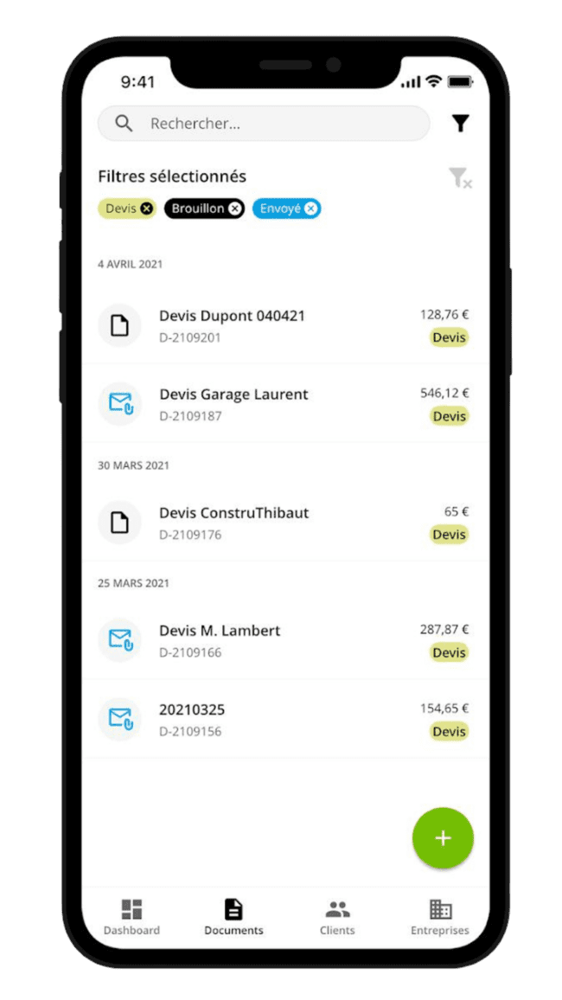 9:41
Rechercher...
Filtres sélectionnés
Devis Brouillon Envoyé
4 AVRIL 2021
Devis Dupont 040421 128,76 €
D-2109201 Devis
Devis Garage Laurent 546,12 €
D-2109187 Devis
30 MARS 2021
Devis ConstruThibaut 65 €
D-2109176 Devis
25 MARS 2021
Devis M. Lambert 287,87 €
D-2109166 Devis
20210325 154,65 €
D-2109156 Devis
+
Dashboard Documents Clients Entreprises